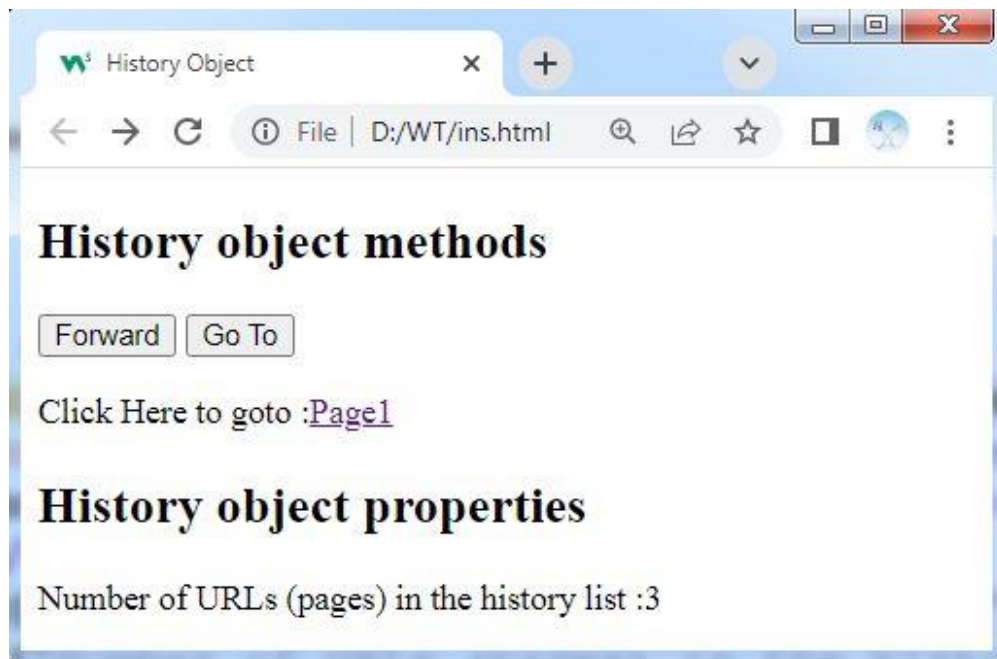 History Object
File | D:/WT/ins.html
History object methods
Forward Go To
Click Here to goto :Page1
History object properties
Number of URLs (pages) in the history list :3